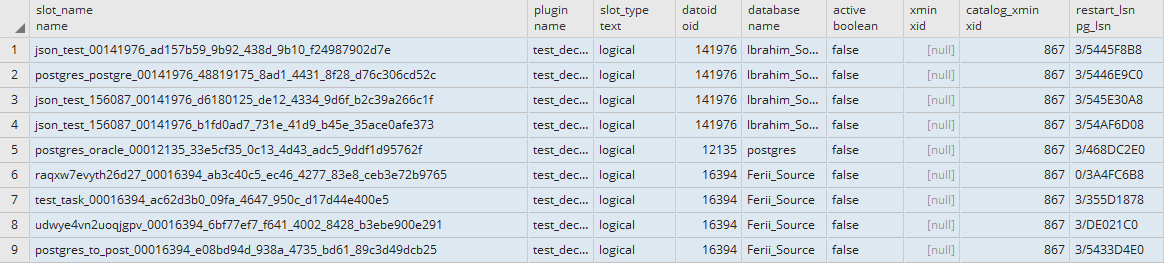 slot_name plugin slot_type datoid database active xmin catalog_xmin restart_lsn
name name text oid name boolean xid xid pg_lsn
1 json_test_00141976_ad157b59_9b92_438d_9b10_f24987902d7e test_dec... logical 141976 Ibrahim_So... false [null] 867 3/5445F8B8
2 postgres_postgre_00141976_48819175_8ad1_4431_8f28_d76c306cd52c test_dec... logical 141976 Ibrahim_So... false [null] 867 3/5446E9C0
3 json_test_156087_00141976_d6180125_de12_4334_9d6f_b2c39a266c1f test_dec... logical 141976 Ibrahim_So... false [null] 867 3/545E30A8
4 json_test_156087_00141976_b1fd0ad7_731e_41d9_b45e_35ace0afe373 test_dec... logical 141976 Ibrahim_So... false [null] 867 3/54AF6D08
5 postgres_oracle_00012135_33e5cf35_0c13_4d43_adc5_9ddf1d95762f test_dec... logical 12135 postgres false [null] 867 3/468DC2E0
6 raqxw7evyth26d27_00016394_ab3c40c5_ec46_4277_83e8_ceb3e72b9765 test_dec... logical 16394 Ferii_Source false [null] 867 0/3A4FC6B8
7 test_task_00016394_ac62d3b0_09fa_4647_950c_d17d44e400e5 test_dec... logical 16394 Ferii_Source false [null] 867 3/355D1878
8 udwye4vn2uoqjgpv_00016394_6bf77ef7_f641_4002_8428_b3ebe900e291 test_dec... logical 16394 Ferii_Source false [null] 867 3/DE021C0
9 postgres_to_post_00016394_e08bd94d_938a_4735_bd61_89c3d49dcb25 test_dec... logical 16394 Ferii_Source false [null] 867 3/5433D4E0